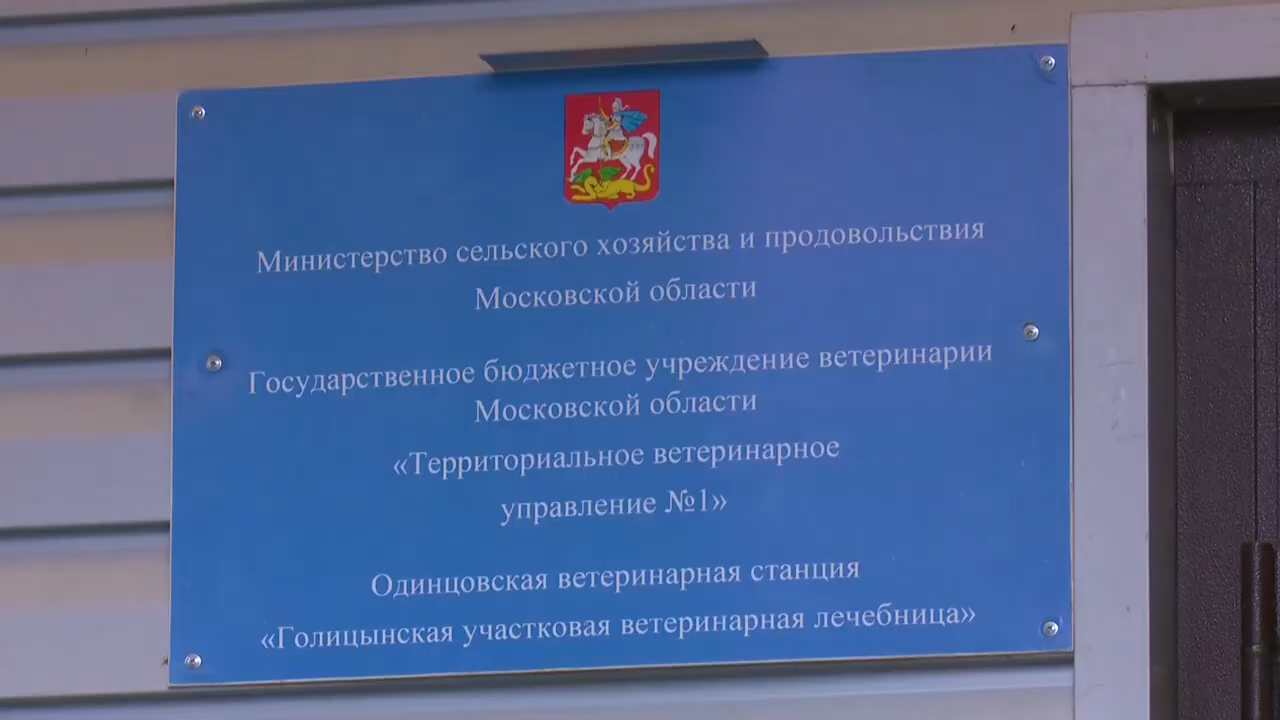 Министерство сельского хозяйства и продовольствия
Московской области
Государственное бюджетное учреждение ветеринарии
Московской области
«Территориальное ветеринарное
управление №1»
Одинцовская ветеринарная станция
«Голицынская участковая ветеринарная лечебница»